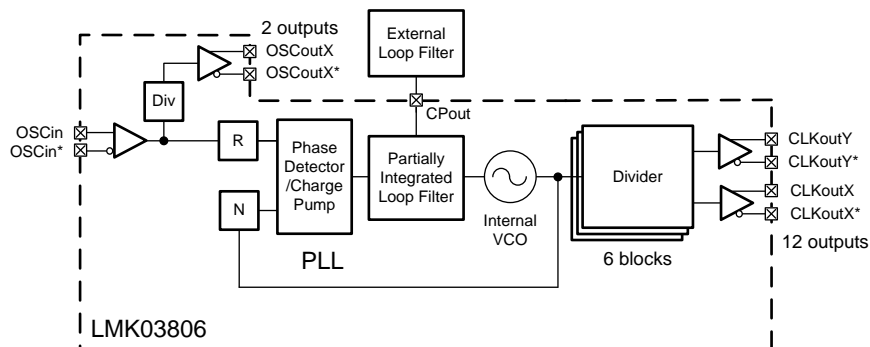 2 outputs
OSCoutX
OSCoutX*
External
Loop Filter
Div
CPout
OSCin
OSCin*
R
N
Phase
Detector
/Charge
Pump
Partially
Integrated
Loop Filter
Internal
VCO
Divider
6 blocks
CLKoutY
CLKoutY*
CLKoutX
CLKoutX*
12 outputs
PLL
LMK03806